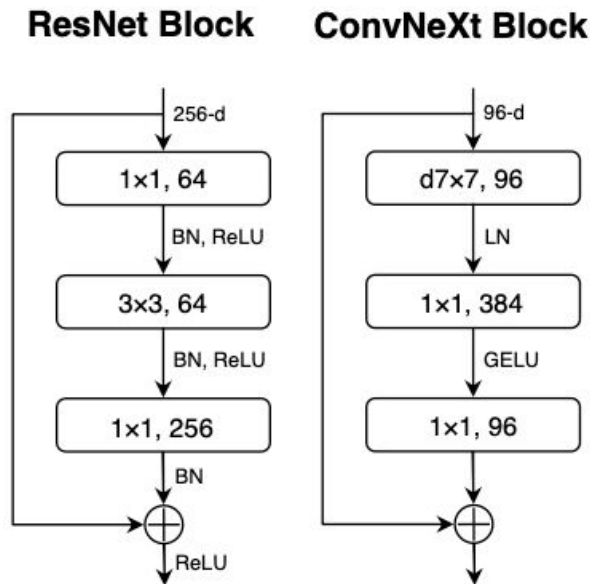 ResNet Block
256-d
1×1, 64
BN, ReLU
3×3, 64
BN, ReLU
1×1, 256
BN
ReLU
ConvNeXt Block
96-d
d7×7, 96
LN
1×1, 384
GELU
1×1, 96